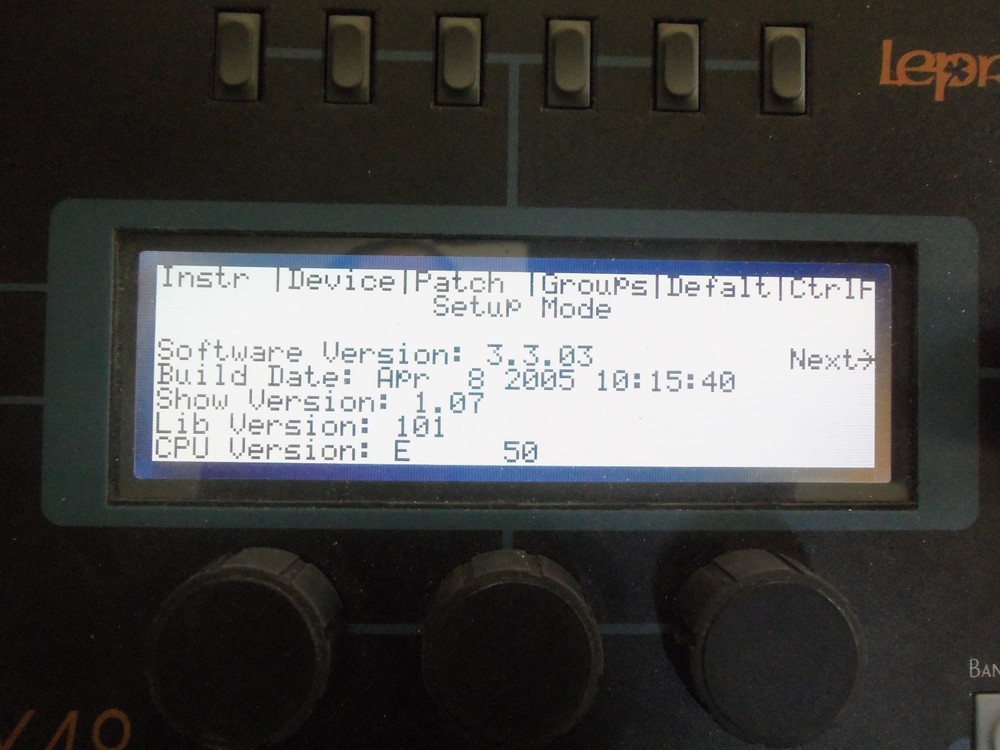 Instr |Device|Patch |Groups|Defalt|Ctrl
Setup Mode
Software Version: 3.3.03
Next→
Build Date: Apr  8 2005 10:15:40
Show Version: 1.07
Lib Version: 101
CPU Version: E     50